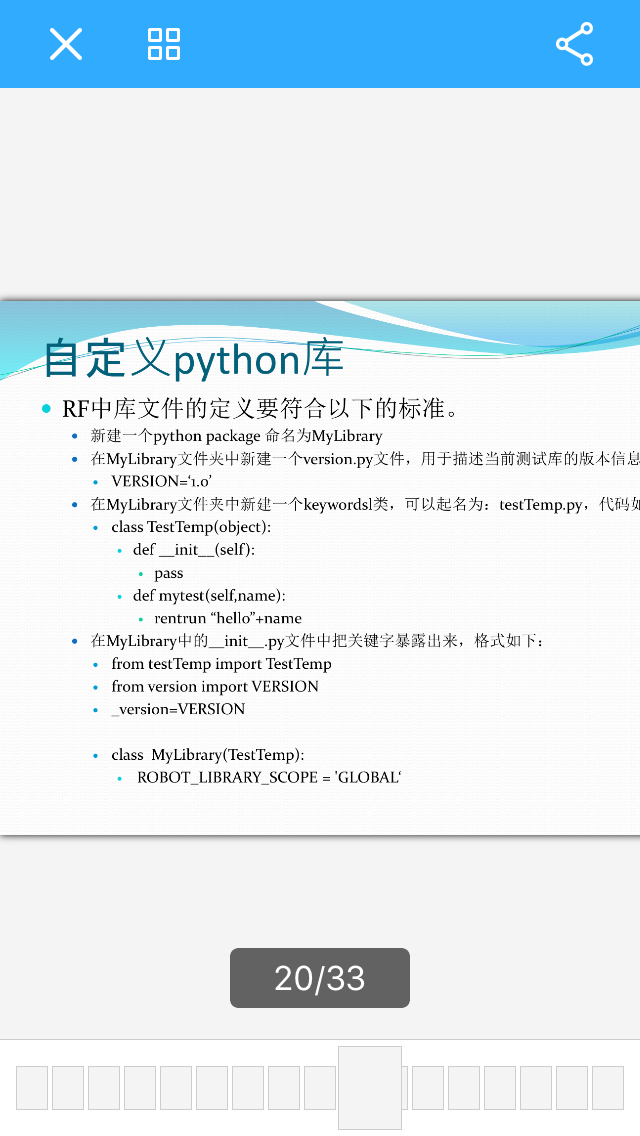 自定义python库
RF中库文件的定义要符合以下的标准。
新建一个python package 命名为MyLibrary
在MyLibrary文件夹中新建一个version.py文件，用于描述当前测试库的版本信息
VERSION=‘1.0’
在MyLibrary文件夹中新建一个keywordsl类，可以起名为：testTemp.py，代码如
class TestTemp(object):
def __init__(self):
pass
def mytest(self,name):
rentrun “hello”+name
在MyLibrary中的__init__.py文件中把关键字暴露出来，格式如下：
from testTemp import TestTemp
from version import VERSION
_version=VERSION
class  MyLibrary(TestTemp):
ROBOT_LIBRARY_SCOPE = 'GLOBAL‘
20/33